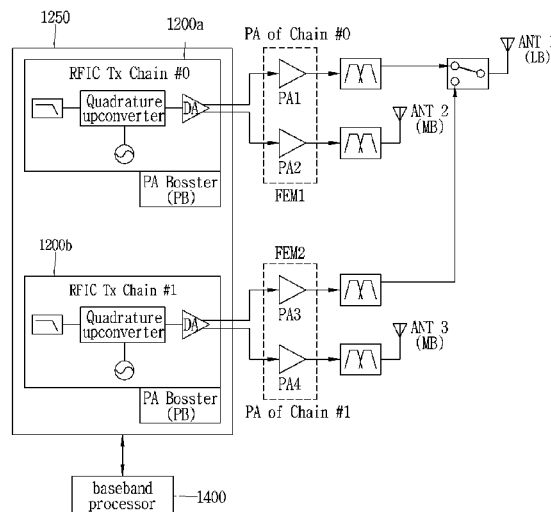 1250
1200a
RFIC Tx Chain #0
Quadrature
upconverter
DA
PA Bosster
(PB)
PA of Chain #0
PA1
PA2
FEM1
ANT 1
(LB)
ANT 2
(MB)
1200b
RFIC Tx Chain #1
Quadrature
upconverter
DA
PA Bosster
(PB)
FEM2
PA3
PA4
PA of Chain #1
ANT 3
(MB)
baseband
processor
1400